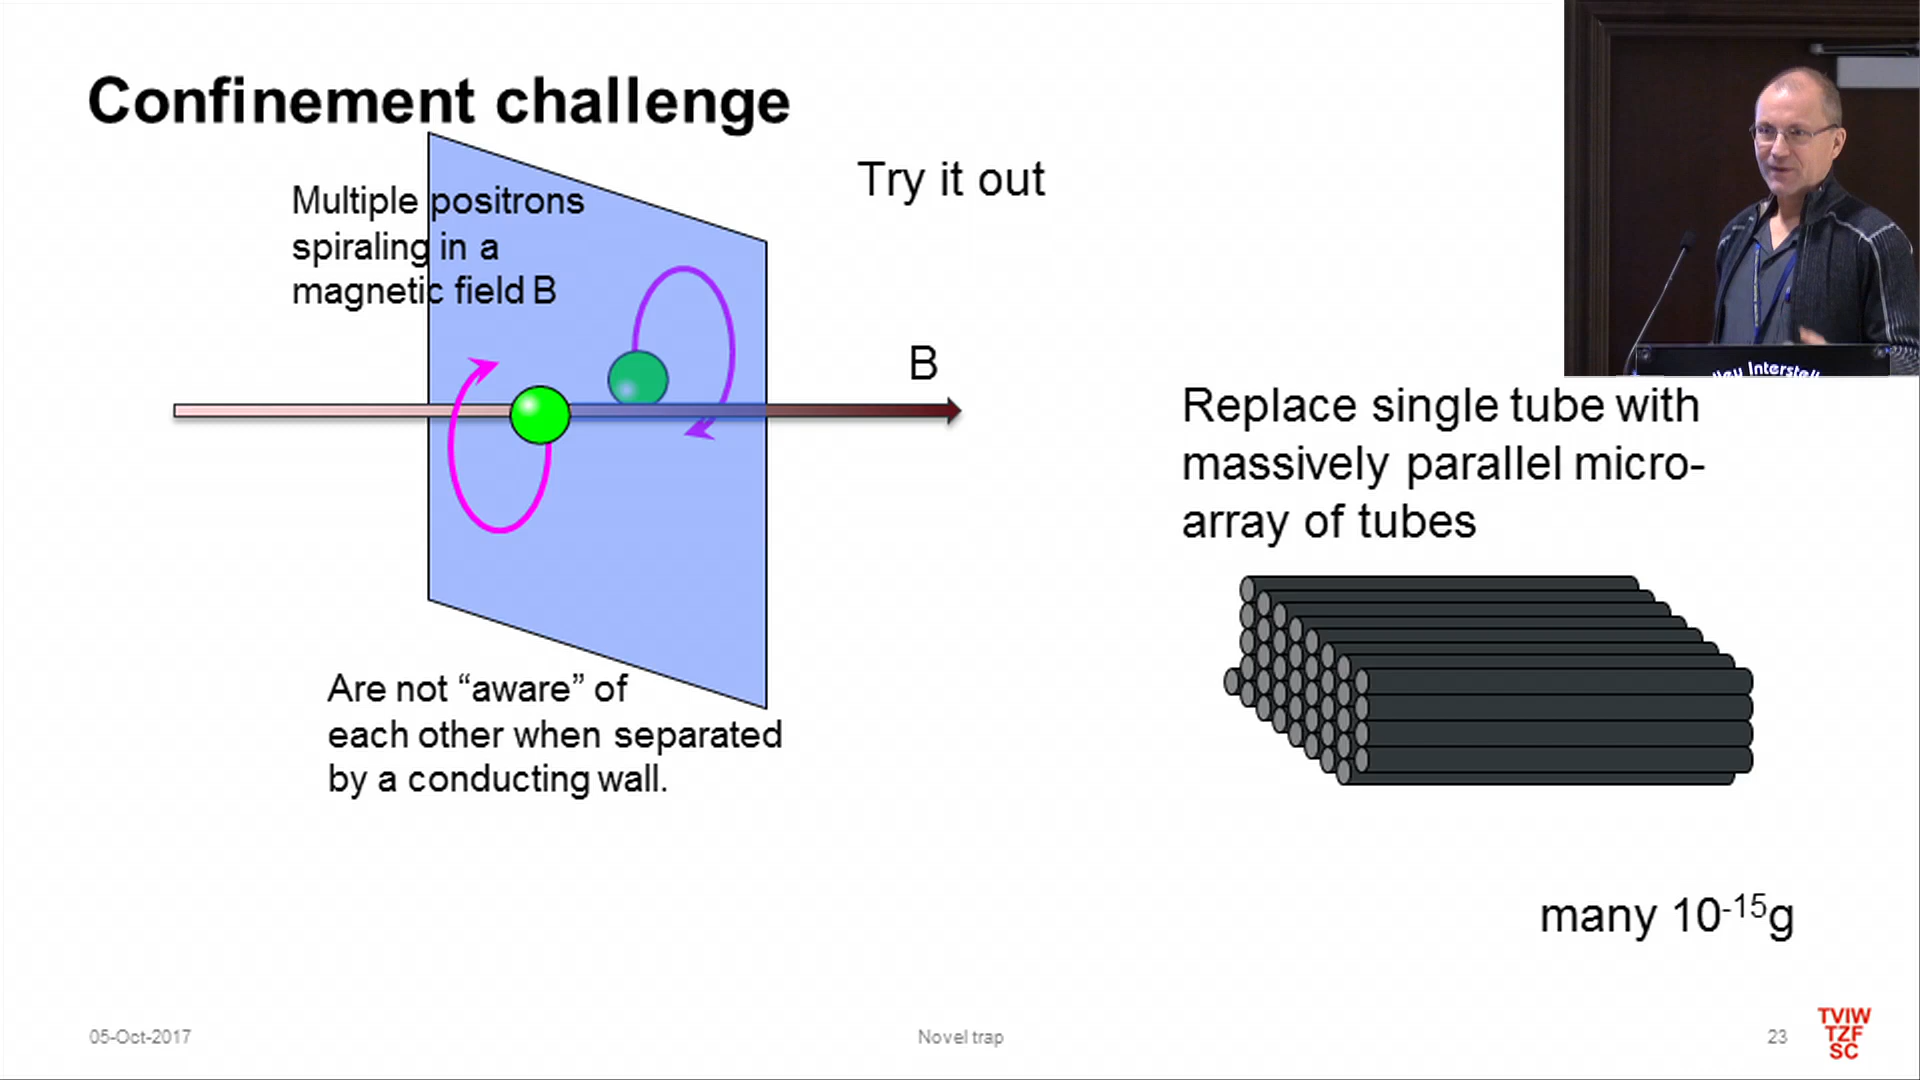 Confinement challenge
Multiple positrons
spiraling in a
magnetic field B
Try it out
B
Are not “aware” of
each other when separated
by a conducting wall.
Replace single tube with
massively parallel micro-
array of tubes
many 10⁻¹⁵g
05-Oct-2017
Novel trap
23
TVIW
TZF
SC